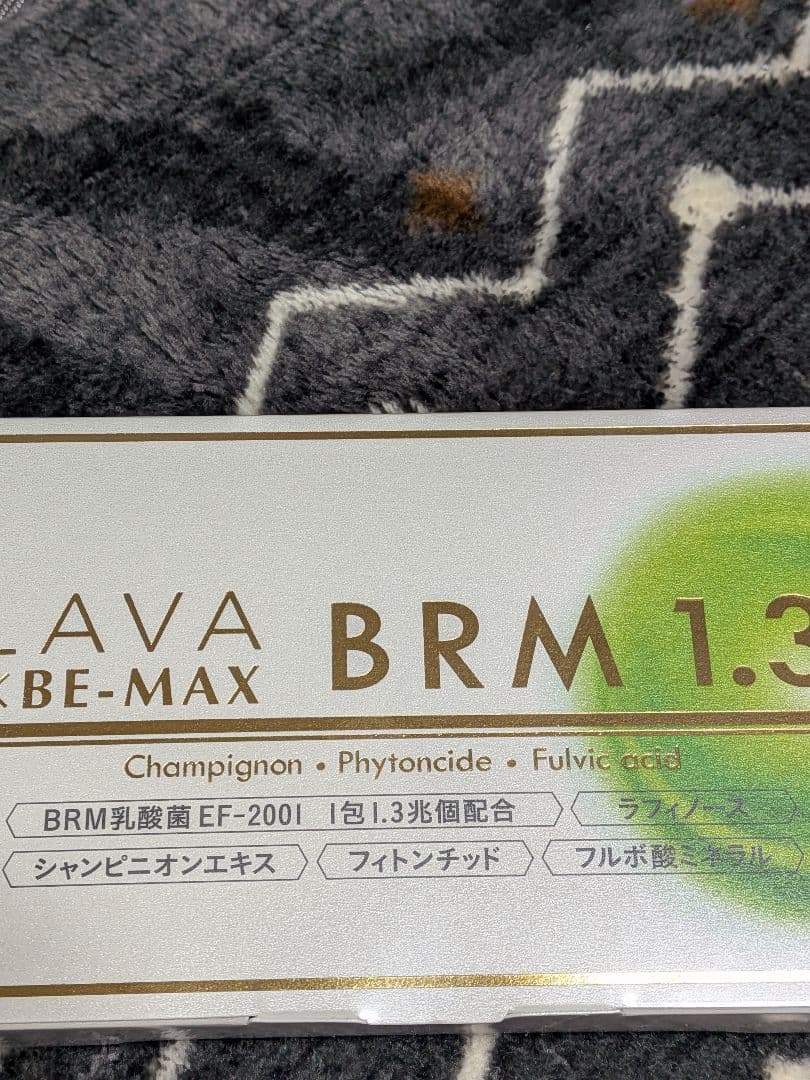 LAVA
×BE-MAX
BRM 1.3
Champignon • Phytoncide • Fulvic acid
BRM乳酸菌 EF-2001 1包1.3兆個配合
ラフィノース
シャンピニオンエキス
フィトンチッド
フルボ酸ミネラル